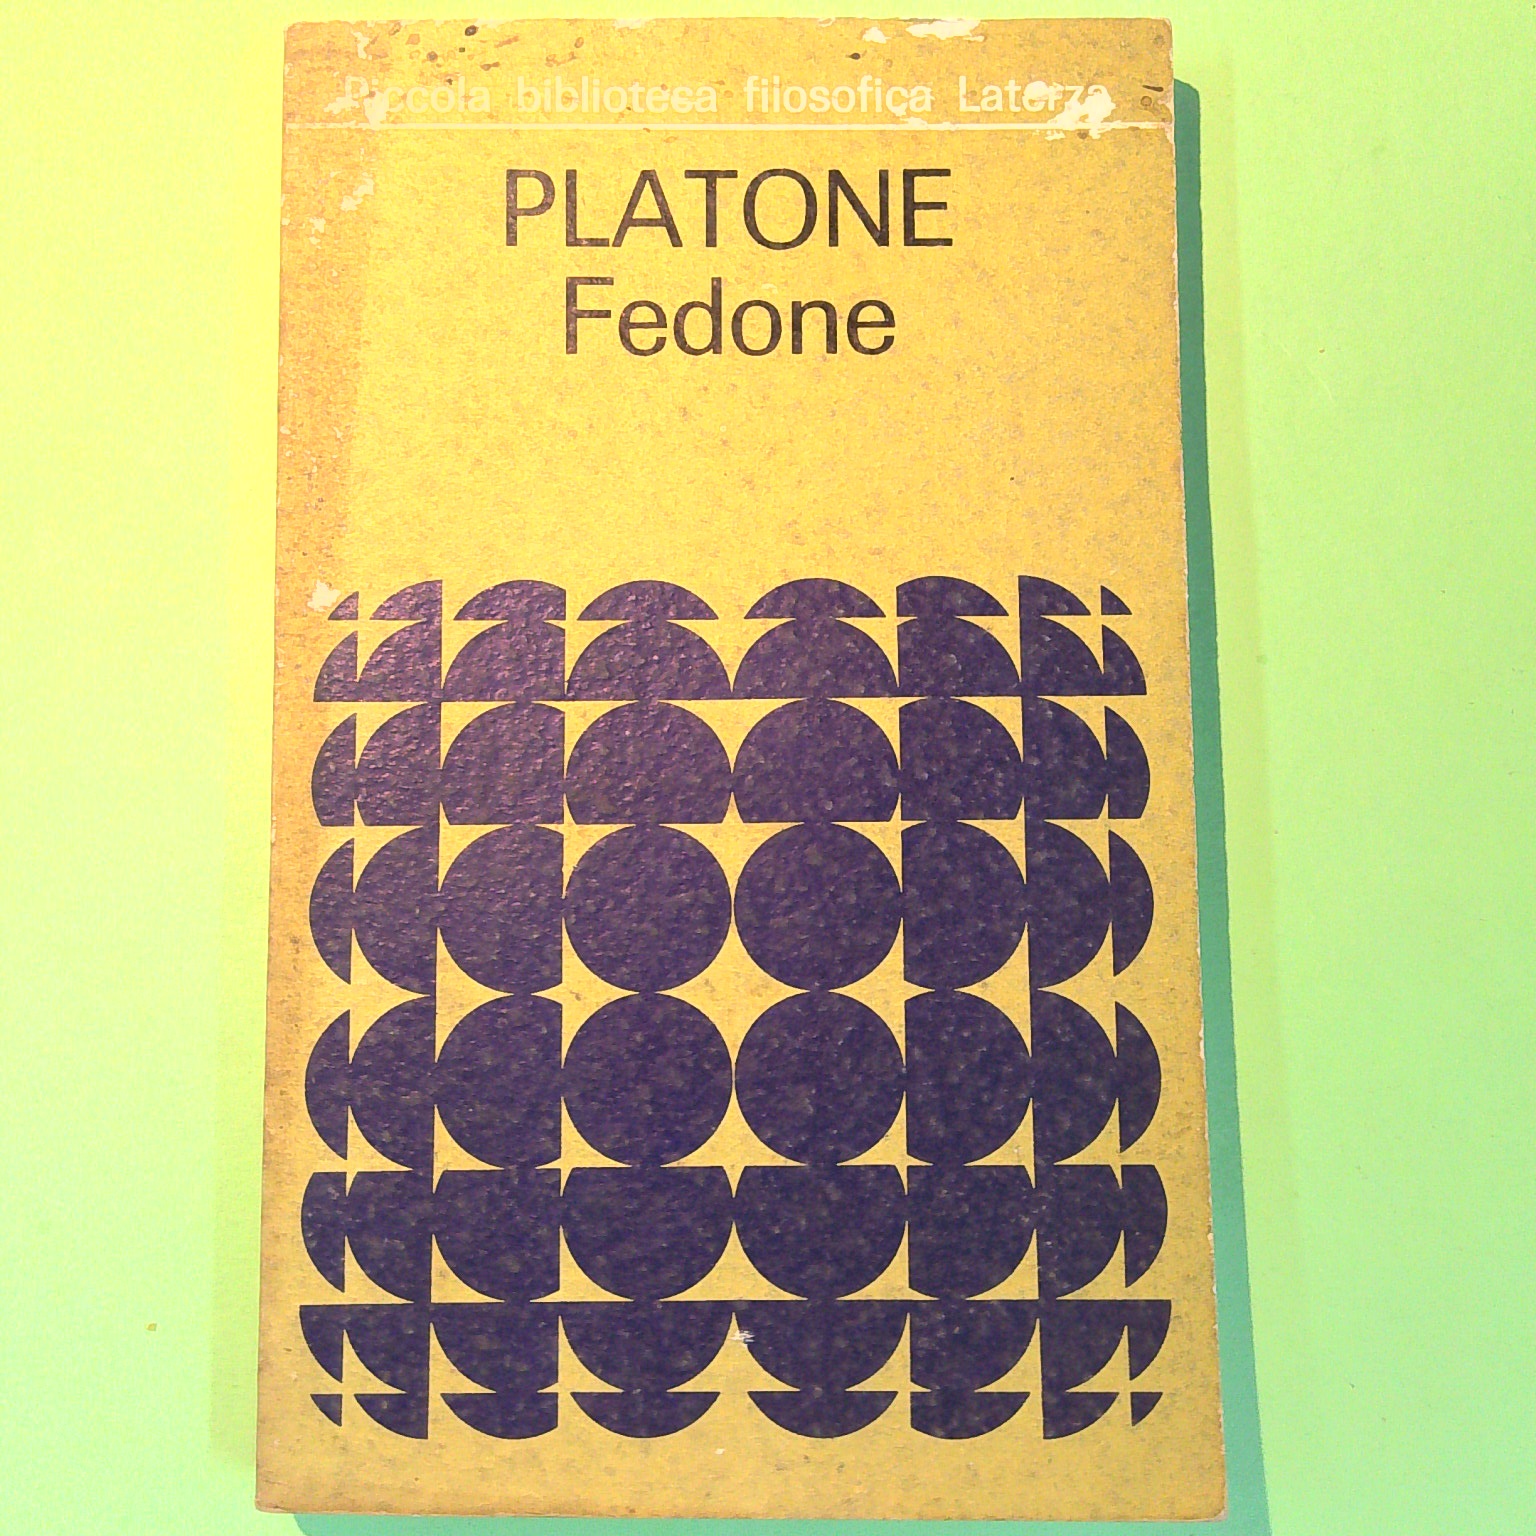 Piccola biblioteca filosofica Laterza
PLATONE
Fedone